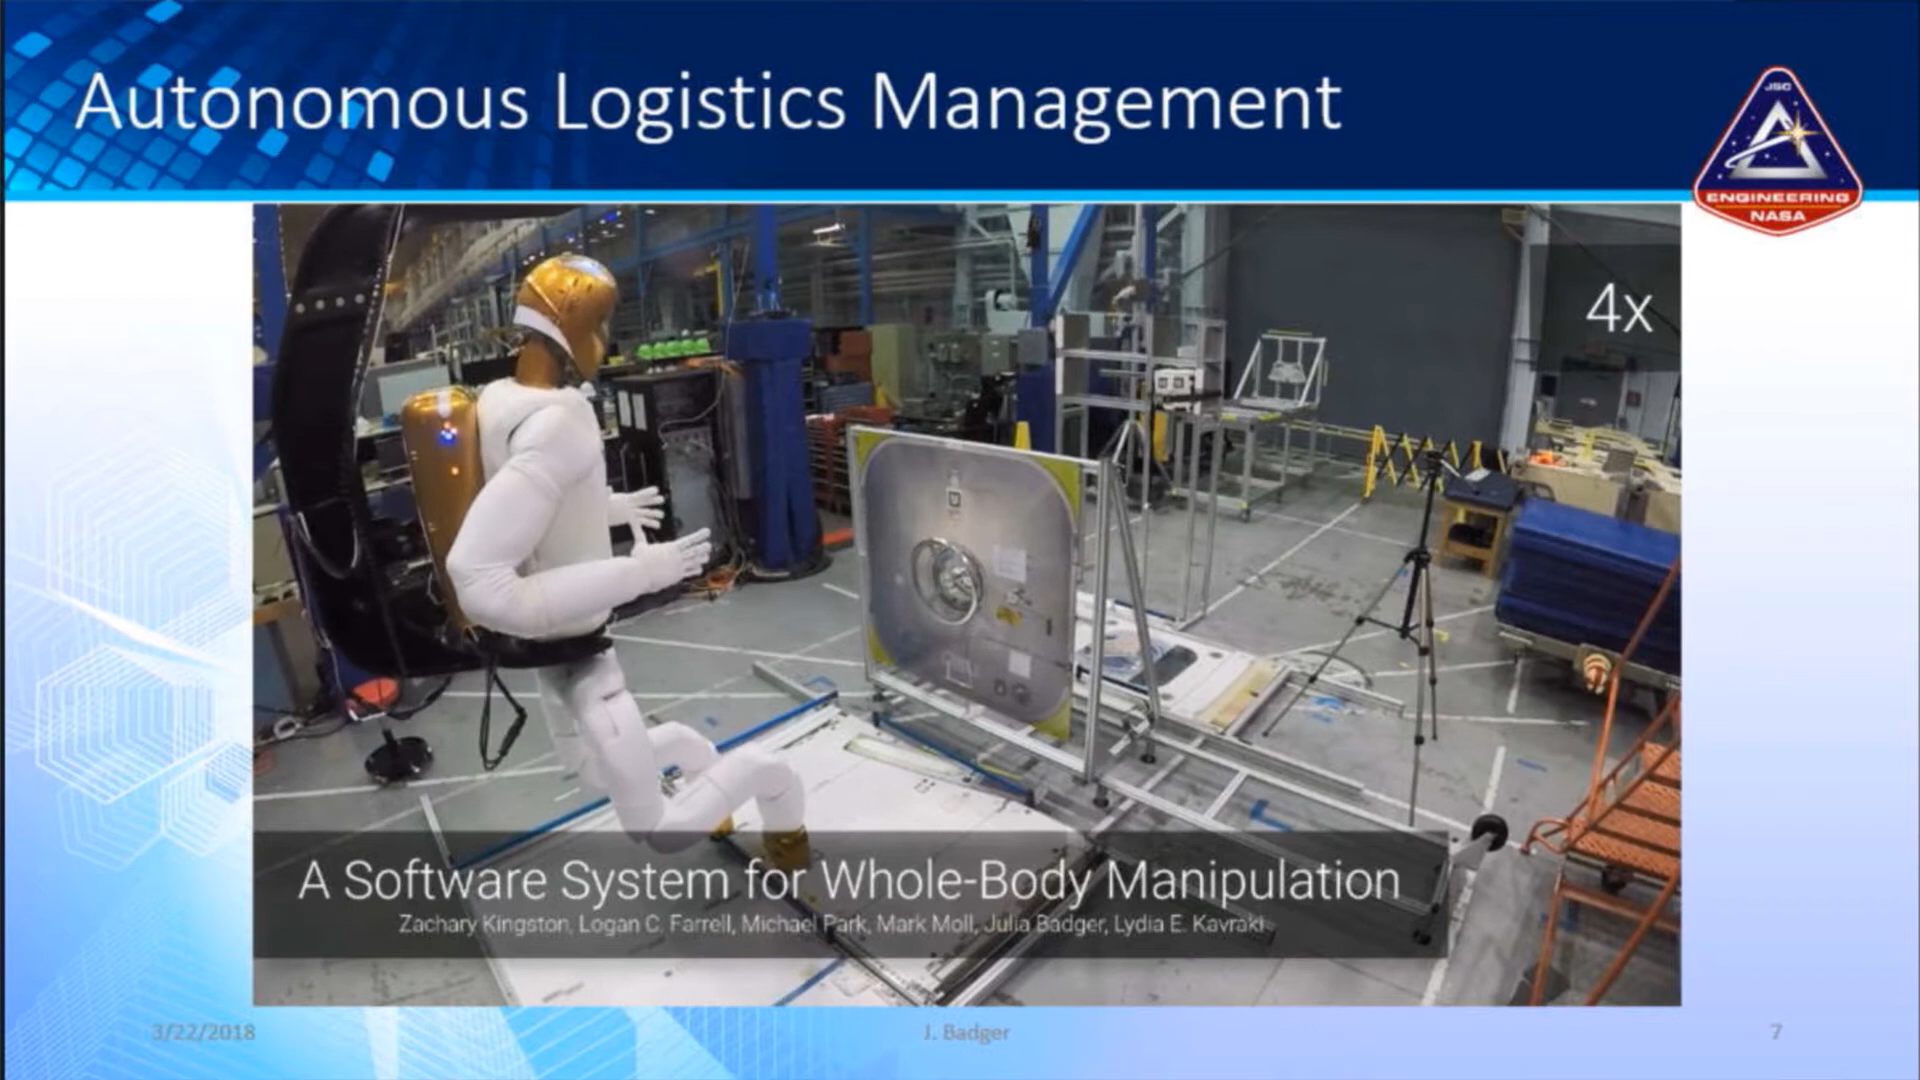 Autonomous Logistics Management
JSC
ENGINEERING
NASA
4x
A Software System for Whole-Body Manipulation
Zachary Kingston, Logan C. Farrell, Michael Park, Mark Moll, Julia Badger, Lydia E. Kavraki
3/22/2018
J. Badger
7